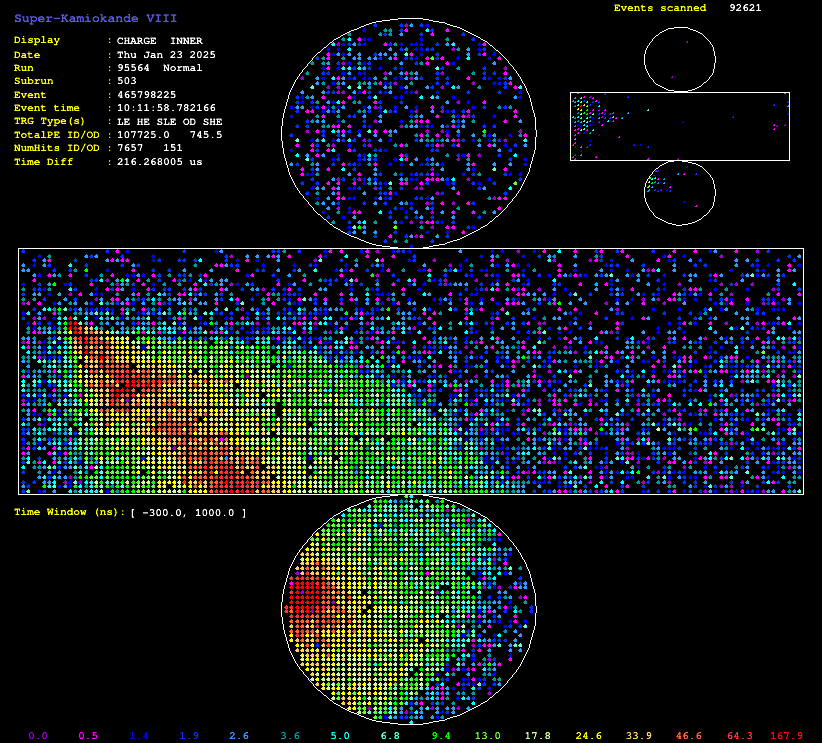 Super-Kamiokande VIII
Events scanned 92621
Display : CHARGE INNER
Date : Thu Jan 23 2025
Run : 95564 Normal
Subrun : 503
Event : 465798225
Event time : 10:11:58.782166
TRG Type(s) : LE HE SLE OD SHE
TotalPE ID/OD : 107725.0 745.5
NumHits ID/OD : 7657 151
Time Diff : 216.268005 us
Time Window (ns): [ -300.0, 1000.0 ]
0.0 0.5 1.4 1.9 2.6 3.6 5.0 6.8 9.4 13.0 17.8 24.6 33.9 46.6 64.3 167.9